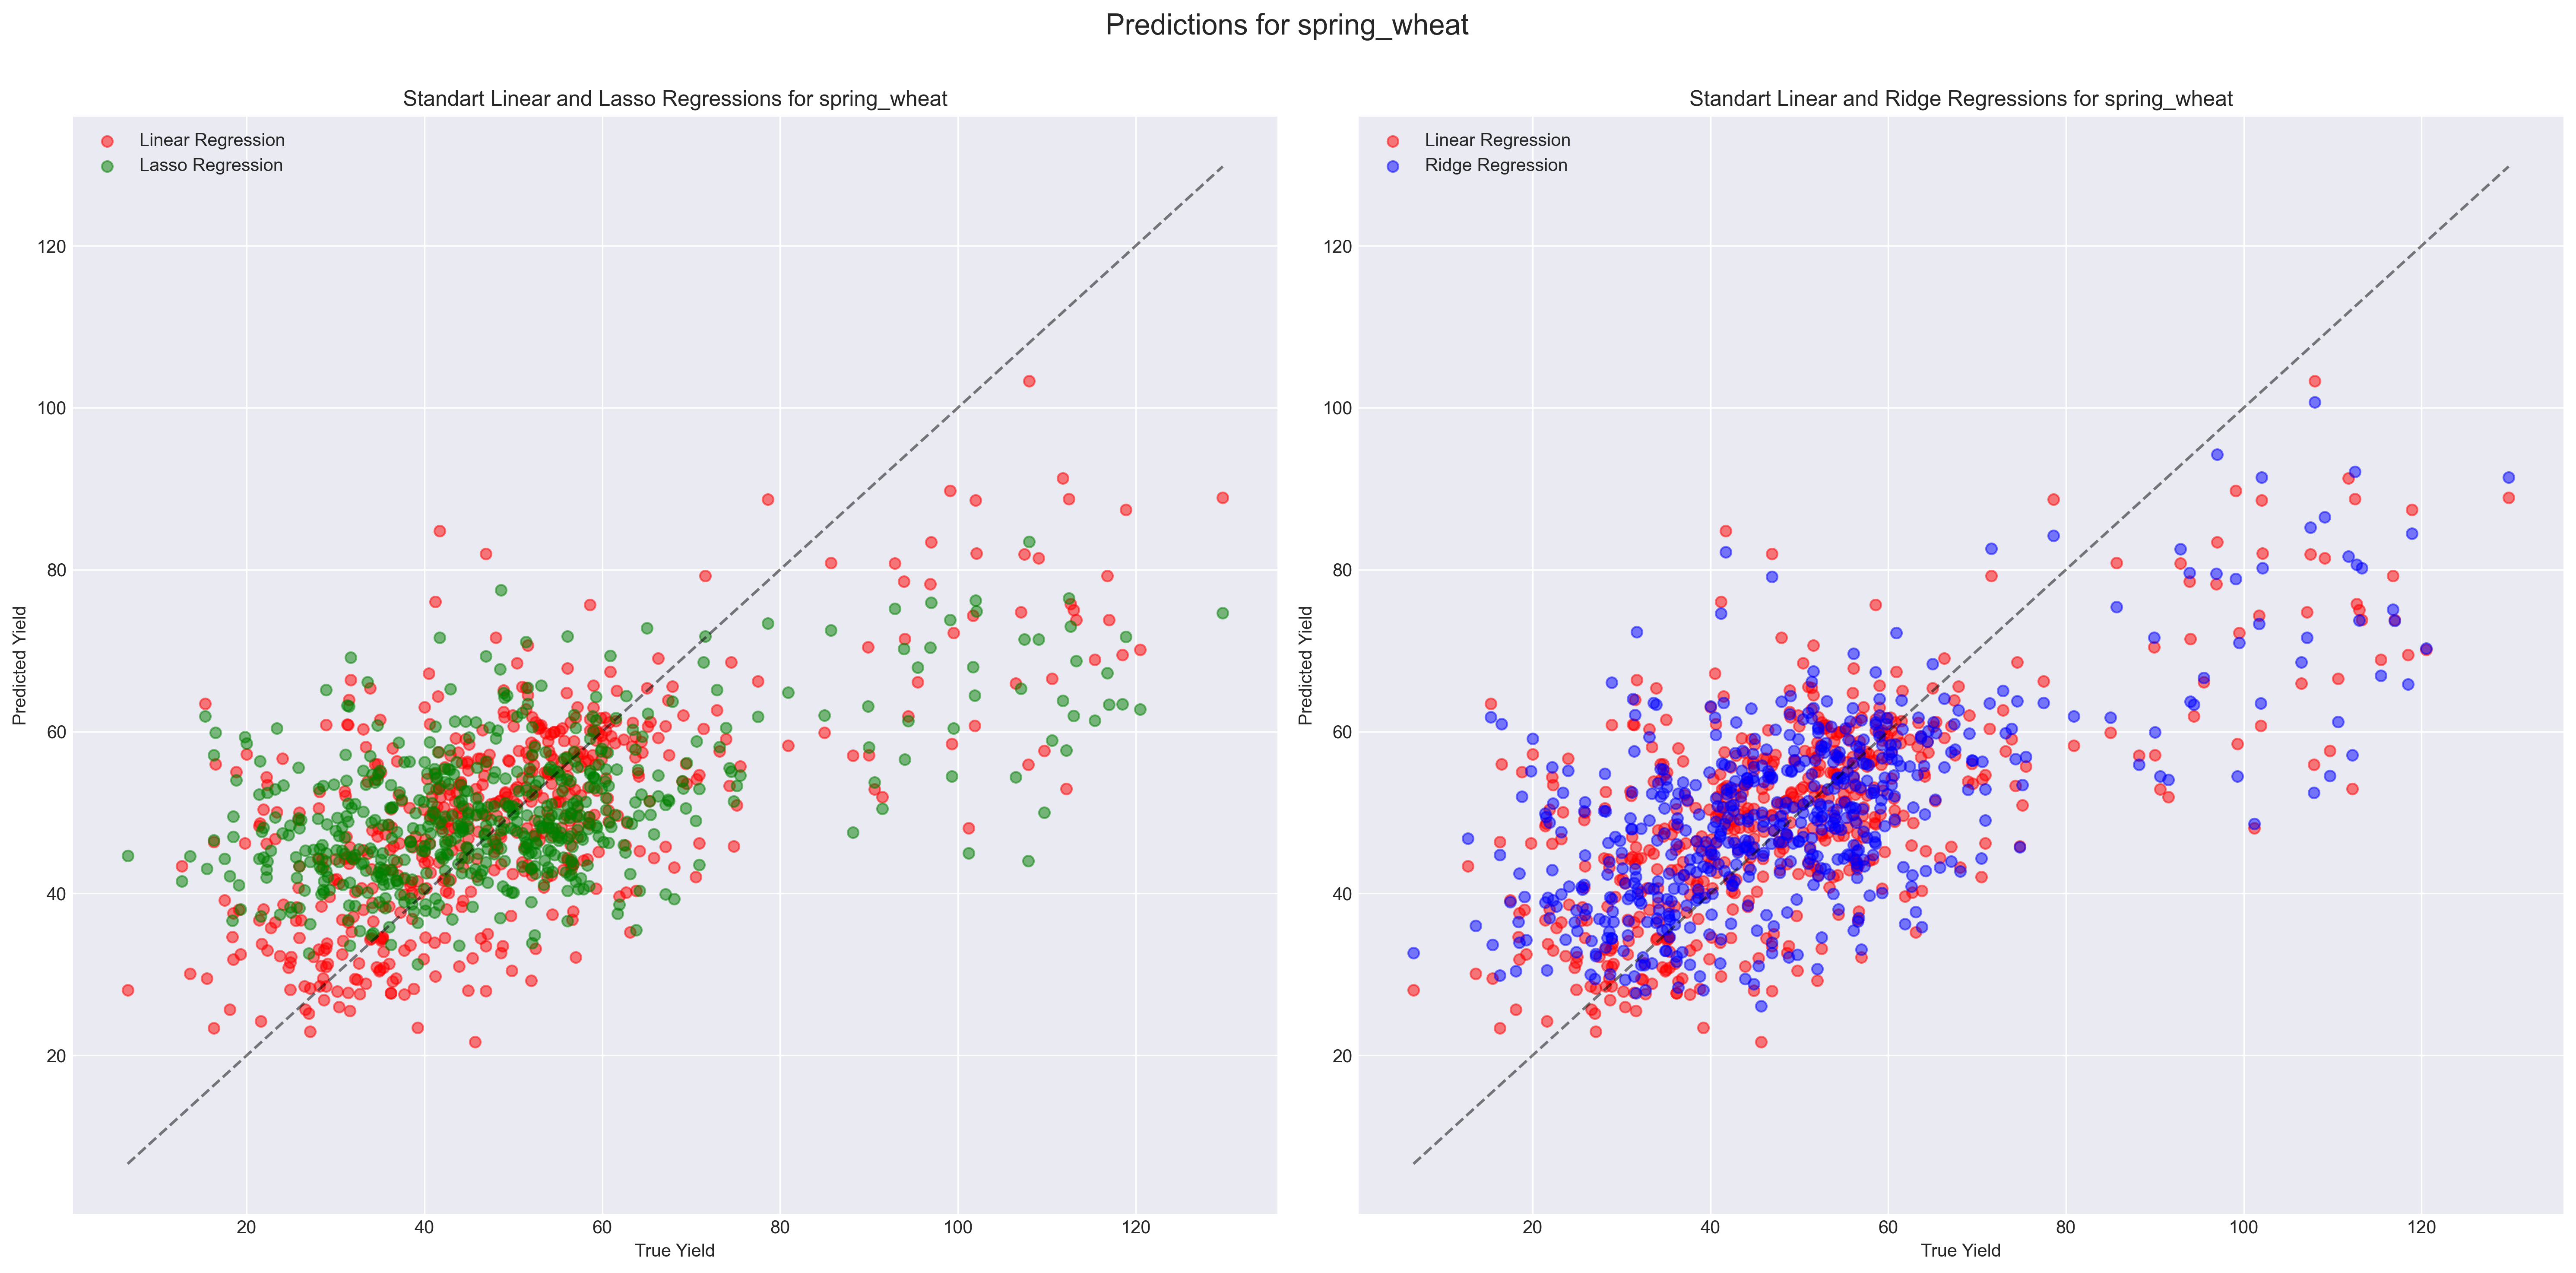 Predictions for spring_wheat
Standart Linear and Lasso Regressions for spring_wheat
Linear Regression
Lasso Regression
120
100
80
60
40
20
Predicted Yield
20 40 60 80 100 120
True Yield
Standart Linear and Ridge Regressions for spring_wheat
Linear Regression
Ridge Regression
120
100
80
60
40
20
Predicted Yield
20 40 60 80 100 120
True Yield